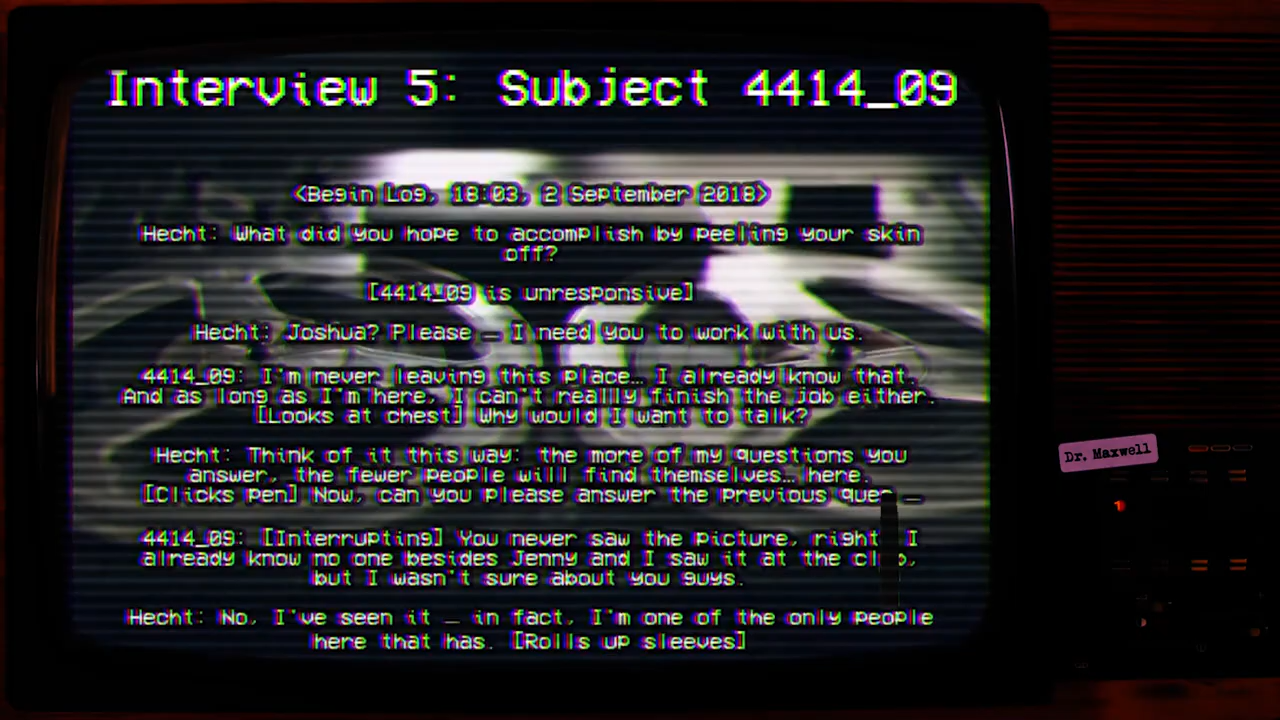 Interview 5: Subject 4414_09
<Begin Log, 18:03, 2 September 2018>
Hecht: What did you hope to accomplish by peeling your skin
off?
[4414_09 is unresponsive]
Hecht: Joshua? Please — I need you to work with us.
4414_09: I'm never leaving this place… I already know that.
And as long as I'm here, I can't really finish the job either.
[Looks at chest] Why would I want to talk?
Hecht: Think of it this way: the more of my questions you
answer, the fewer people will find themselves… here.
[Clicks pen] Now, can you please answer the previous ques —
4414_09: [Interrupting] You never saw the picture, right I
already know no one besides Jenny and I saw it at the
but I wasn't sure about you guys.
Hecht: No, I've seen it — in fact, I'm one of the only people
here that has. [Rolls up sleeves]
Dr. Maxwell